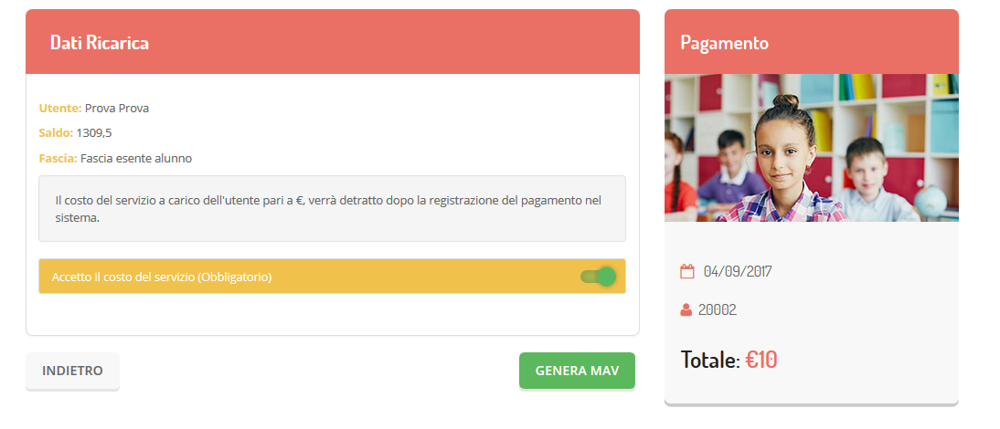 Dati Ricarica
Utente: Prova Prova
Saldo: 1309,5
Fascia: Fascia esente alunno
Il costo del servizio a carico dell'utente pari a €, verrà detratto dopo la registrazione del pagamento nel
sistema.
Accetto il costo del servizio (Obbligatorio)
INDIETRO
GENERA MAV
Pagamento
04/09/2017
20002
Totale: €10